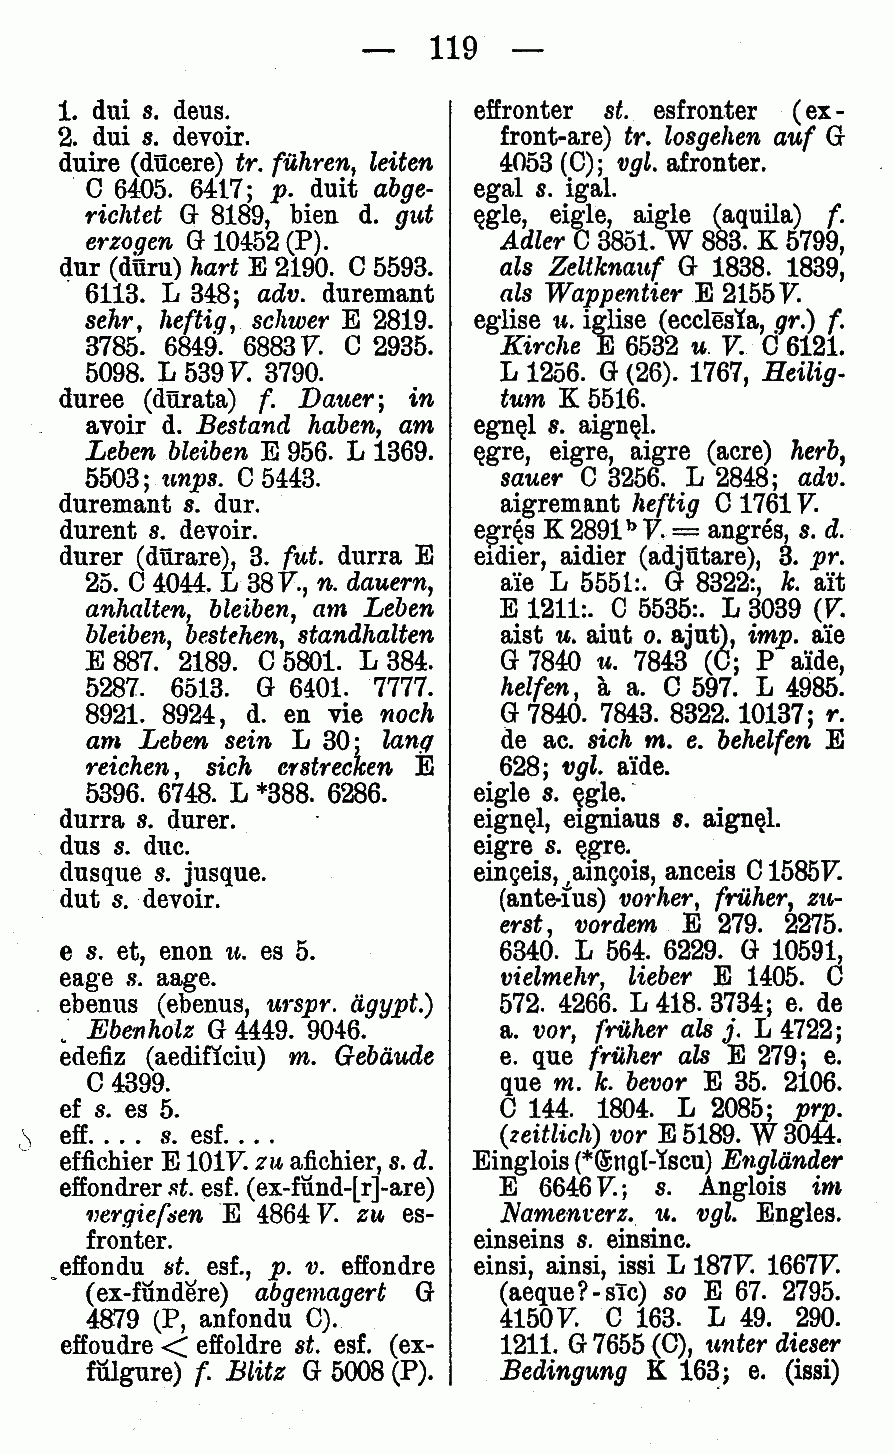 — 119 —
1. dui s. deus.
2. dui s. devoir.
duire (dūcere) tr. führen, leiten
C 6405. 6417; p. duit abge-
richtet G 8189, bien d. gut
erzogen G 10452 (P).
dur (dūru) hart E 2190. C 5593.
6113. L 348; adv. duremant
sehr, heftig, schwer E 2819.
3785. 6849. 6883 V. C 2935.
5098. L 539 V. 3790.
duree (dūrata) f. Dauer; in
avoir d. Bestand haben, am
Leben bleiben E 956. L 1369.
5503; unps. C 5443.
duremant s. dur.
durent s. devoir.
durer (dūrare), 3. fut. durra E
25. C 4044. L 38 V., n. dauern,
anhalten, bleiben, am Leben
bleiben, bestehen, standhalten
E 887. 2189. C 5801. L 384.
5287. 6513. G 6401. 7777.
8921. 8924, d. en vie noch
am Leben sein L 30; lang
reichen, sich erstrecken E
5396. 6748. L *388. 6286.
durra s. durer.
dus s. duc.
dusque s. jusque.
dut s. devoir.
e s. et, enon u. es 5.
eage s. aage.
ebenus (ebenus, urspr. ägypt.)
Ebenholz G 4449. 9046.
edefiz (aedifĭciu) m. Gebäude
C 4399.
ef s. es 5.
eff.... s. esf....
effichier E 101 V. zu afichier, s. d.
effondrer st. esf. (ex-fŭnd-[r]-are)
vergiefsen E 4864 V. zu es-
fronter.
effondu st. esf., p. v. effondre
(ex-fŭndĕre) abgemagert G
4879 (P, anfondu C).
effoudre < effoldre st. esf. (ex-
fŭlgure) f. Blitz G 5008 (P).
effronter st. esfronter (ex-
front-are) tr. losgehen auf G
4053 (C); vgl. afronter.
egal s. igal.
ęgle, eigle, aigle (aquila) f.
Adler C 3851. W 883. K 5799,
als Zeltknauf G 1838. 1839,
als Wappentier E 2155 V.
eglise u. iglise (ecclēsĭa, gr.) f.
Kirche E 6532 u. V. C 6121.
L 1256. G (26). 1767, Heilig-
tum K 5516.
egnęl s. aignęl.
ęgre, eigre, aigre (acre) herb,
sauer C 3256. L 2848; adv.
aigremant heftig C 1761 V.
egrę́s K 2891ᵇ V. = angrés, s. d.
eidier, aidier (adjūtare), 3. pr.
aïe L 5551:. G 8322:, k. aït
E 1211:. C 5535:. L 3039 (V.
aist u. aiut o. ajut), imp. aïe
G 7840 u. 7843 (C; P aïde,
helfen, à a. C 597. L 4985.
G 7840. 7843. 8322. 10137; r.
de ac. sich m. e. behelfen E
628; vgl. aïde.
eigle s. ęgle.
eignęl, eigniaus s. aignęl.
eigre s. ęgre.
einçeis, ainçois, anceis C 1585 V.
(ante-ĭus) vorher, früher, zu-
erst, vordem E 279. 2275.
6340. L 564. 6229. G 10591,
vielmehr, lieber E 1405. C
572. 4266. L 418. 3734; e. de
a. vor, früher als j. L 4722;
e. que früher als E 279; e.
que m. k. bevor E 35. 2106.
C 144. 1804. L 2085; prp.
(zeitlich) vor E 5189. W 3044.
Einglois (*Engl-ĭscu) Engländer
E 6646 V.; s. Anglois im
Namenverz. u. vgl. Engles.
einseins s. einsinc.
einsi, ainsi, issi L 187 V. 1667 V.
(aeque?-sīc) so E 67. 2795.
4150 V. C 163. L 49. 290.
1211. G 7655 (C), unter dieser
Bedingung K 163; e. (issi)